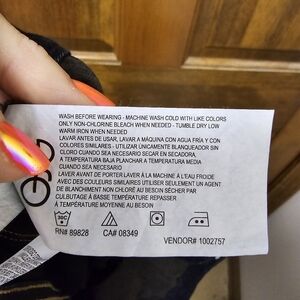 WASH BEFORE WEARING - MACHINE WASH COLD WITH LIKE COLORS
ONLY NON-CHLORINE BLEACH WHEN NEEDED - TUMBLE DRY LOW
WARM IRON WHEN NEEDED
LAVAR ANTES DE USAR, LAVAR A MÁQUINA CON AGUA FRÍA Y CON
COLORES SIMILARES - UTILIZAR ÚNICAMENTE BLANQUEADOR SIN
CLORO CUANDO SEA NECESARIO SECAR EN SECADORA
A TEMPERATURA BAJA PLANCHAR A TEMPERATURA MEDIA
CUANDO SEA NECESARIO
LAVER AVANT DE PORTER LAVER À LA MACHINE À L'EAU FROIDE
AVEC DES COULEURS SIMILAIRES - UTILISER SEULEMENT UN AGENT
DE BLANCHIMENT NON CHLORÉ AU BESOIN SÉCHER PAR
CULBUTAGE À BASSE TEMPÉRATURE REPASSER
À TEMPÉRATURE MOYENNE AU BESOIN
30C
RN# 89828 CA# 08349
VENDOR# 1002757